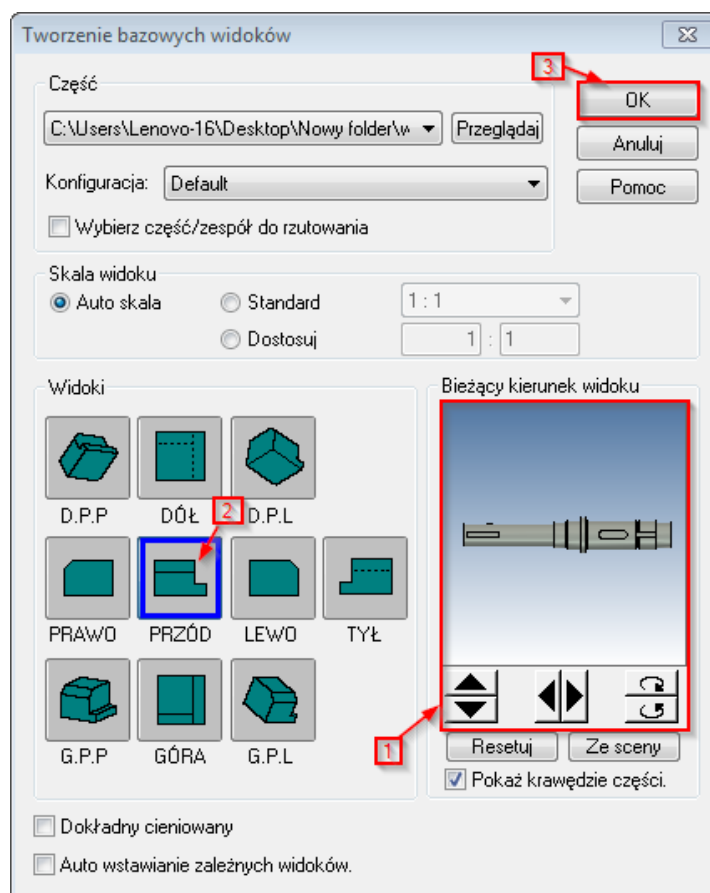 Tworzenie bazowych widoków
3
Część
OK
C:\Users\Lenovo-16\Desktop\Nowy folder\w
Przeglądaj
Anuluj
Konfiguracja: Default
Pomoc
Wybierz część/zespół do rzutowania
Skala widoku
Auto skala
Standard
1 : 1
Dostosuj
1 : 1
Widoki
Bieżący kierunek widoku
D.P.P DÓŁ 2 D.P.L
PRAWO PRZÓD LEWO TYŁ
1
G.P.P GÓRA G.P.L
Resetuj Ze sceny
Pokaż krawędzie części.
Dokładny cieniowany
Auto wstawianie zależnych widoków.